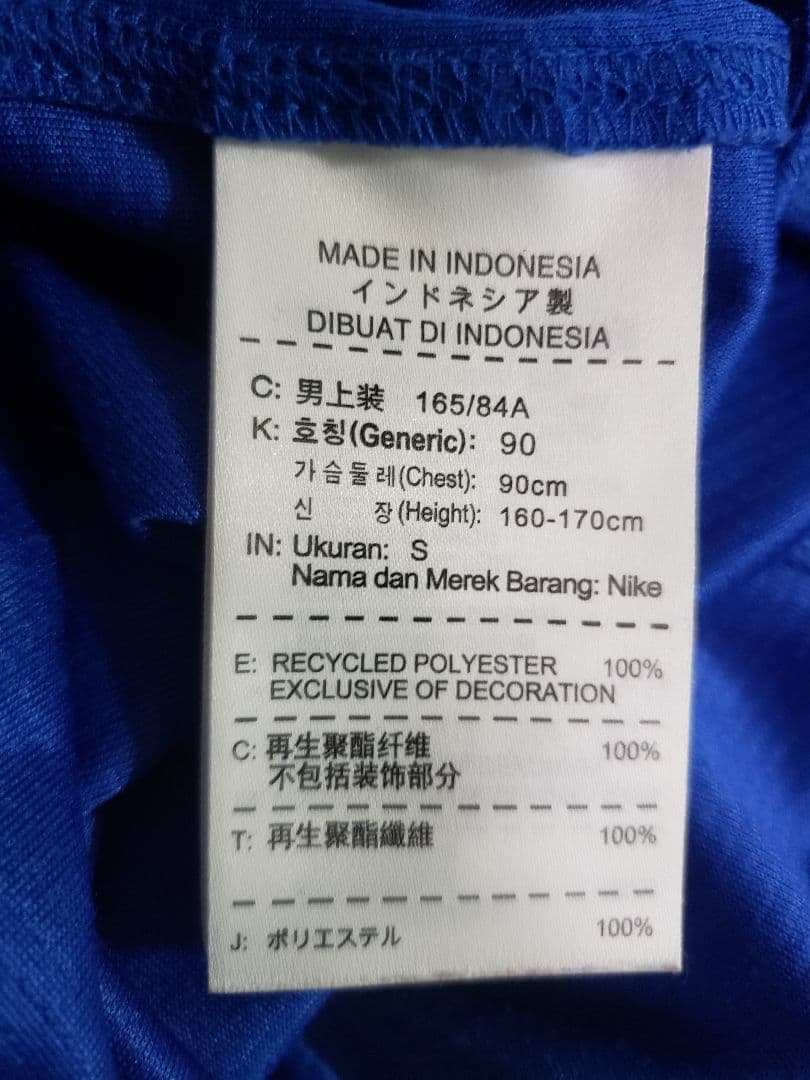 MADE IN INDONESIA
インドネシア製
DIBUAT DI INDONESIA
C: 男上装 165/84A
K: 호칭(Generic): 90
가슴둘레(Chest): 90cm
신 장(Height): 160-170cm
IN: Ukuran: S
Nama dan Merek Barang: Nike
E: RECYCLED POLYESTER 100%
EXCLUSIVE OF DECORATION
C: 再生聚酯纤维 100%
不包括装饰部分
T: 再生聚酯纖維 100%
J: ポリエステル 100%